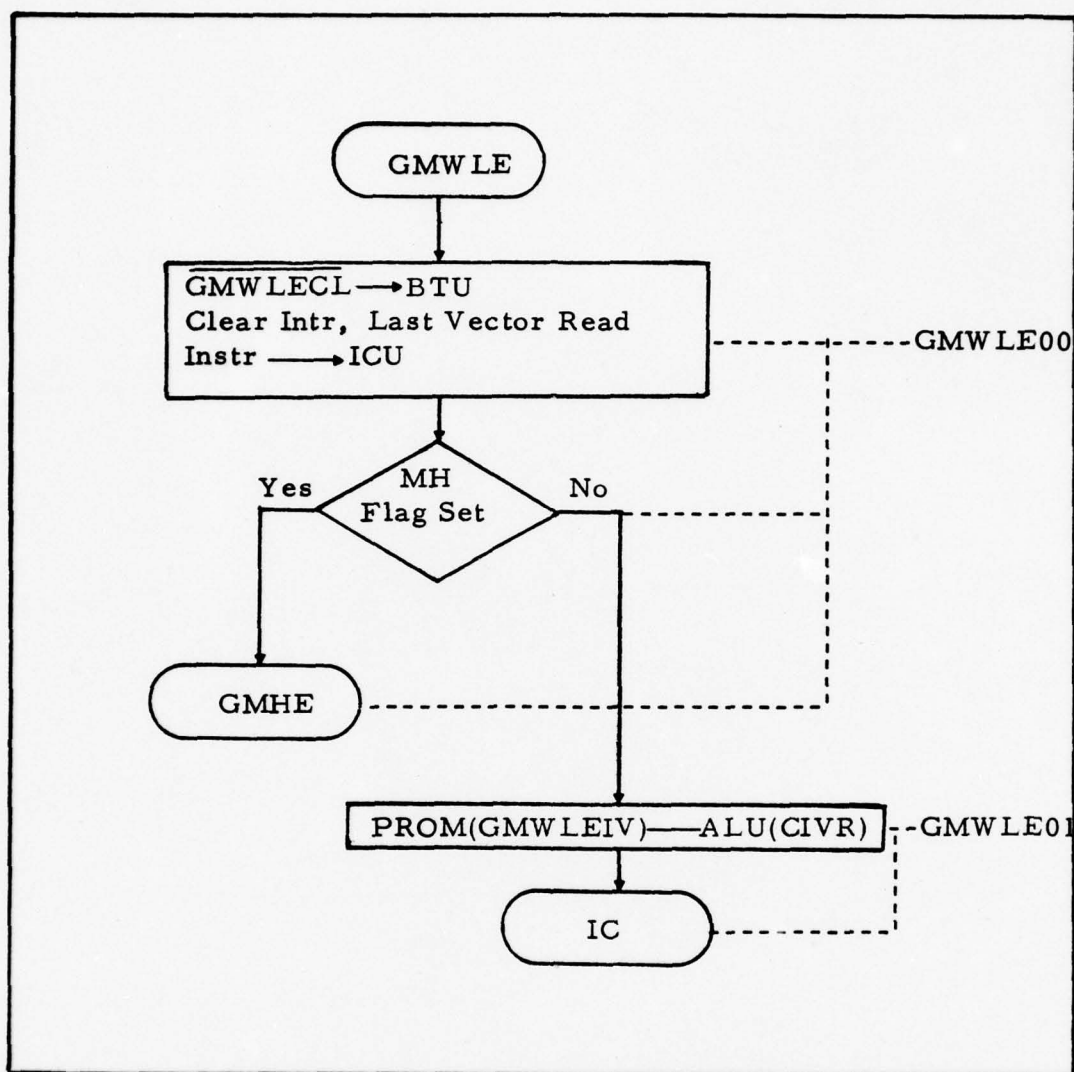 GMWLE
GMWLECL→BTU
Clear Intr, Last Vector Read
Instr→ICU
GMWLE00
MH
Flag Set
Yes
No
GMHE
PROM(GMWLEIV)—ALU(CIVR)
GMWLE01
IC